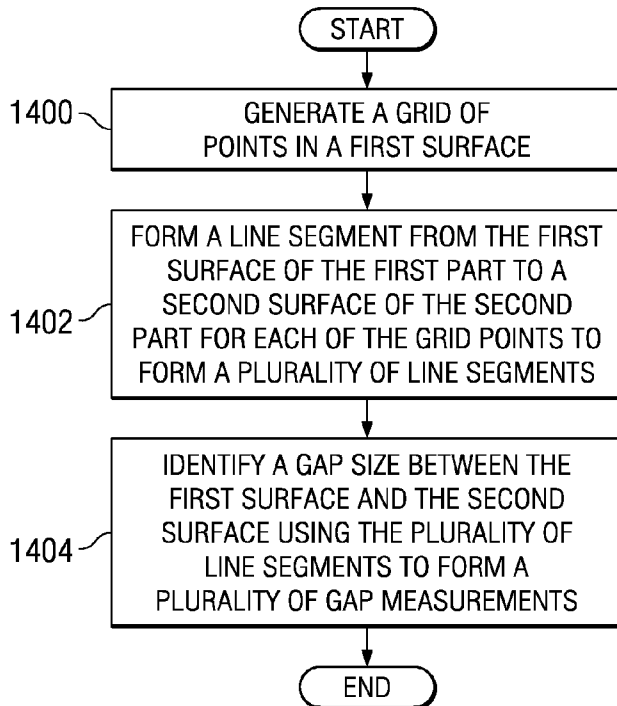 START
1400
GENERATE A GRID OF
POINTS IN A FIRST SURFACE
1402
FORM A LINE SEGMENT FROM THE FIRST
SURFACE OF THE FIRST PART TO A
SECOND SURFACE OF THE SECOND
PART FOR EACH OF THE GRID POINTS TO
FORM A PLURALITY OF LINE SEGMENTS
1404
IDENTIFY A GAP SIZE BETWEEN THE
FIRST SURFACE AND THE SECOND
SURFACE USING THE PLURALITY OF
LINE SEGMENTS TO FORM A
PLURALITY OF GAP MEASUREMENTS
END